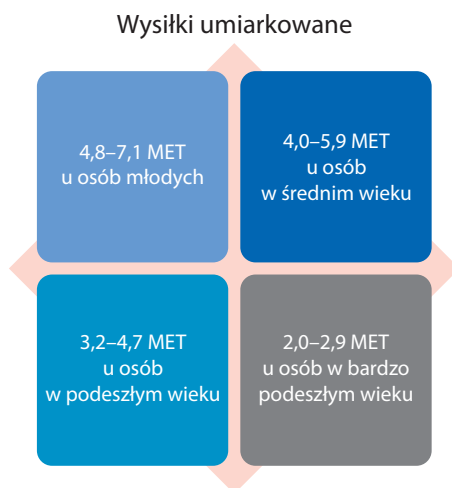 Wysiłki umiarkowane
4,8–7,1 MET
u osób młodych
4,0–5,9 MET
u osób
w średnim wieku
3,2–4,7 MET
u osób
w podeszłym wieku
2,0–2,9 MET
u osób w bardzo
podeszłym wieku